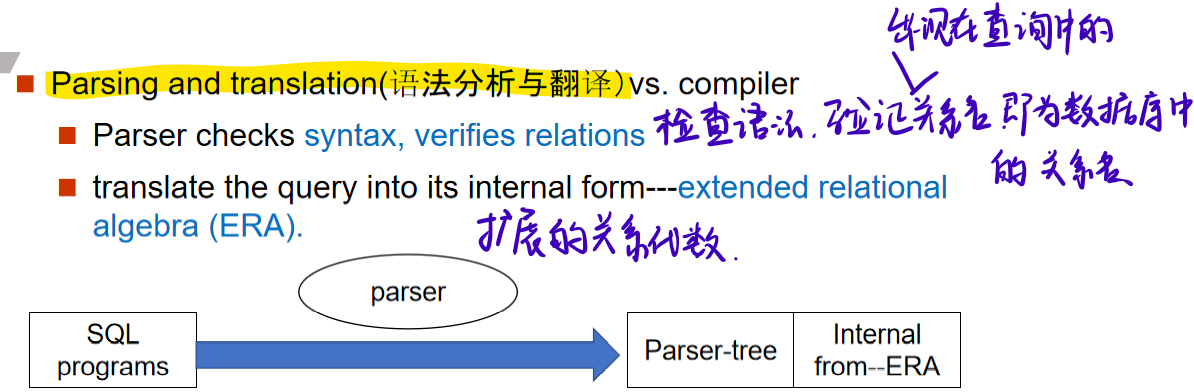 出现在查询中的
Parsing and translation(语法分析与翻译)vs. compiler
Parser checks syntax, verifies relations 检查语法.验证关系名即为数据库中
的关系名
translate the query into its internal form---extended relational
algebra (ERA).
扩展的关系代数.
parser
SQL
programs
Parser-tree
Internal
from--ERA